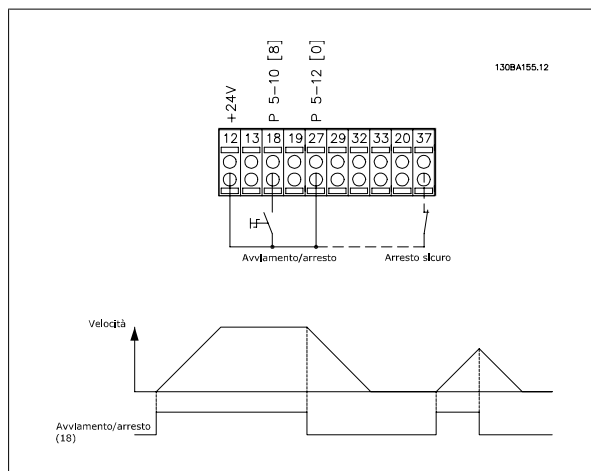 130BA155.12
+24V
P 5-10 [8]
P 5-12 [0]
12 13 18 19 27 29 32 33 20 37
Avviamento/arresto
Arresto sicuro
Velocità
Avviamento/arresto
(18)